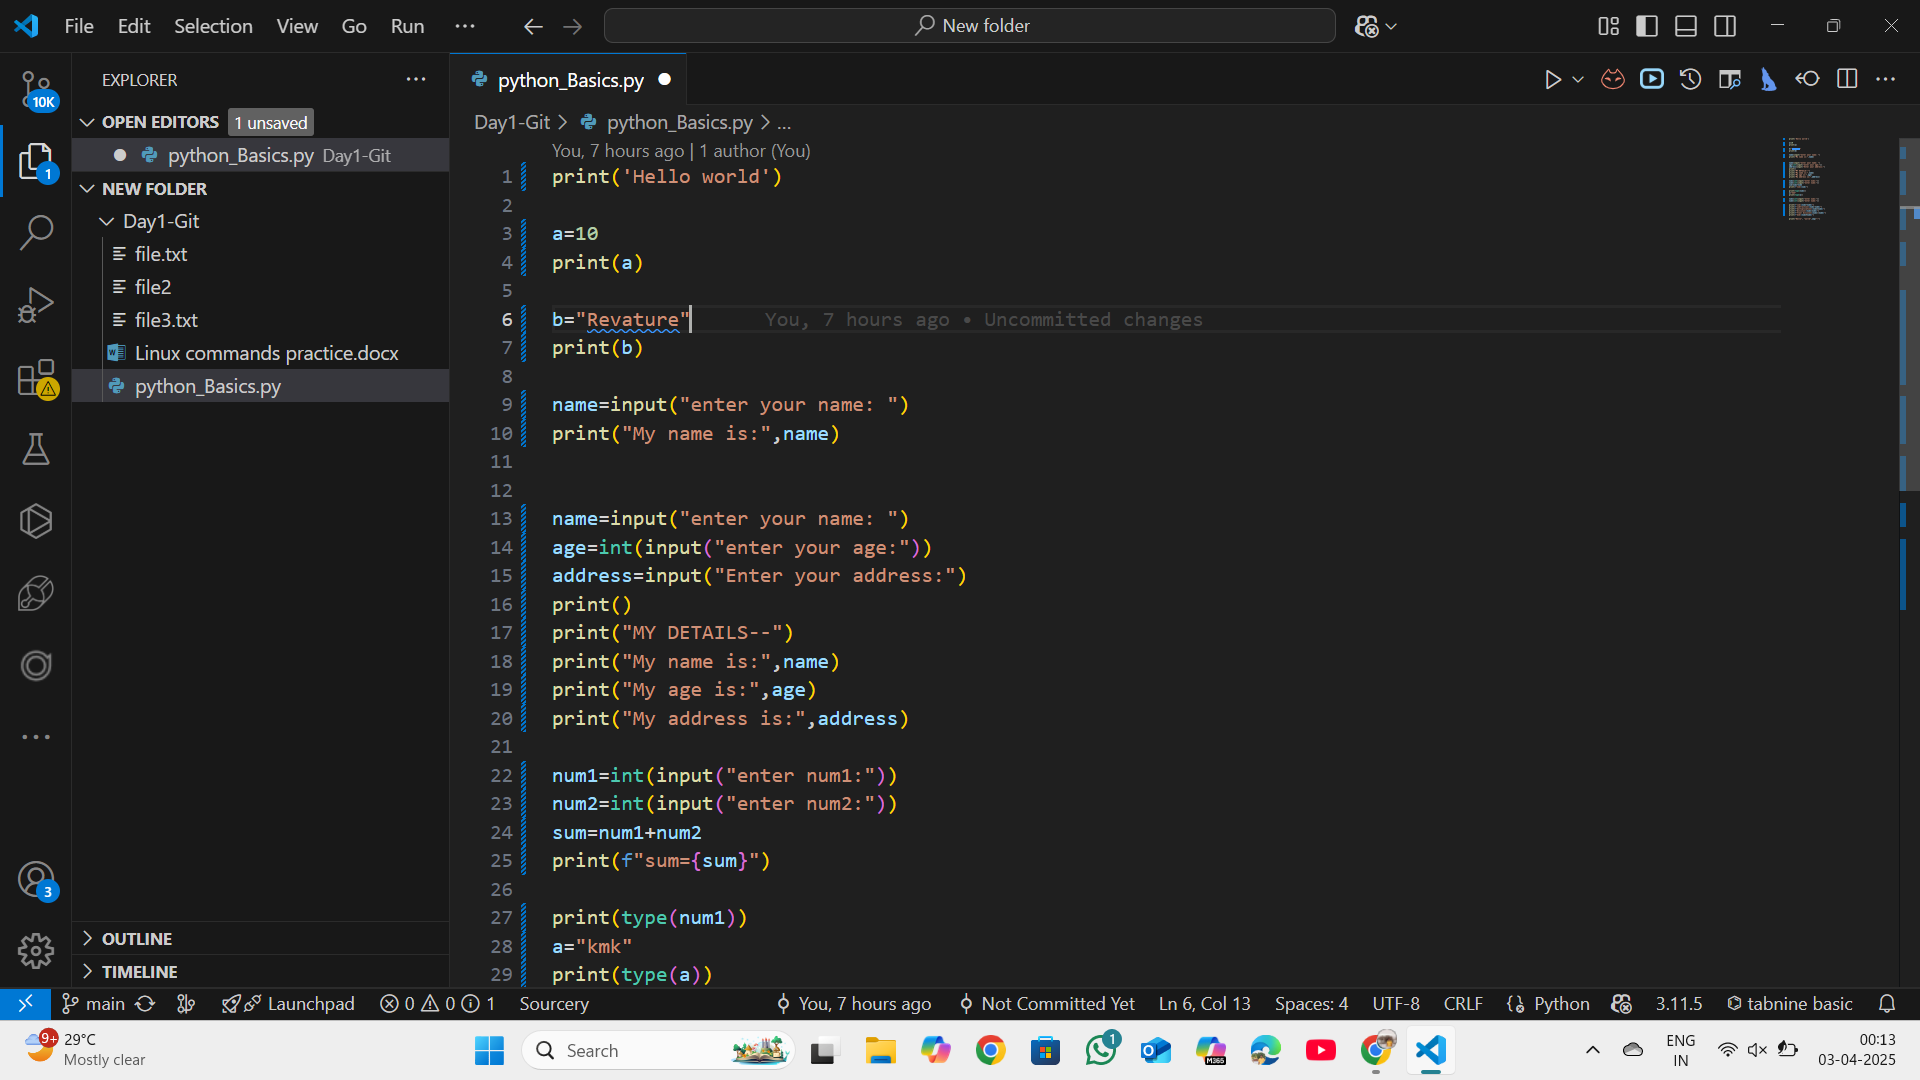 File Edit Selection View Go Run ··· New folder
EXPLORER ···
10K
OPEN EDITORS 1 unsaved
python_Basics.py Day1-Git
1
NEW FOLDER
Day1-Git
file.txt
file2
file3.txt
Linux commands practice.docx
python_Basics.py
OUTLINE
TIMELINE
3
python_Basics.py
Day1-Git > python_Basics.py > ...
You, 7 hours ago | 1 author (You)
1 print('Hello world')
2
3 a=10
4 print(a)
5
6 b="Revature" You, 7 hours ago • Uncommitted changes
7 print(b)
8
9 name=input("enter your name: ")
10 print("My name is:",name)
11
12
13 name=input("enter your name: ")
14 age=int(input("enter your age:"))
15 address=input("Enter your address:")
16 print()
17 print("MY DETAILS--")
18 print("My name is:",name)
19 print("My age is:",age)
20 print("My address is:",address)
21
22 num1=int(input("enter num1:"))
23 num2=int(input("enter num2:"))
24 sum=num1+num2
25 print(f"sum={sum}")
26
27 print(type(num1))
28 a="kmk"
29 print(type(a))
main Launchpad 0 0 1 Sourcery You, 7 hours ago Not Committed Yet Ln 6, Col 13 Spaces: 4 UTF-8 CRLF Python 3.11.5 tabnine basic
9+ 29°C
Mostly clear
Search
1
M365
ENG
IN
00:13
03-04-2025